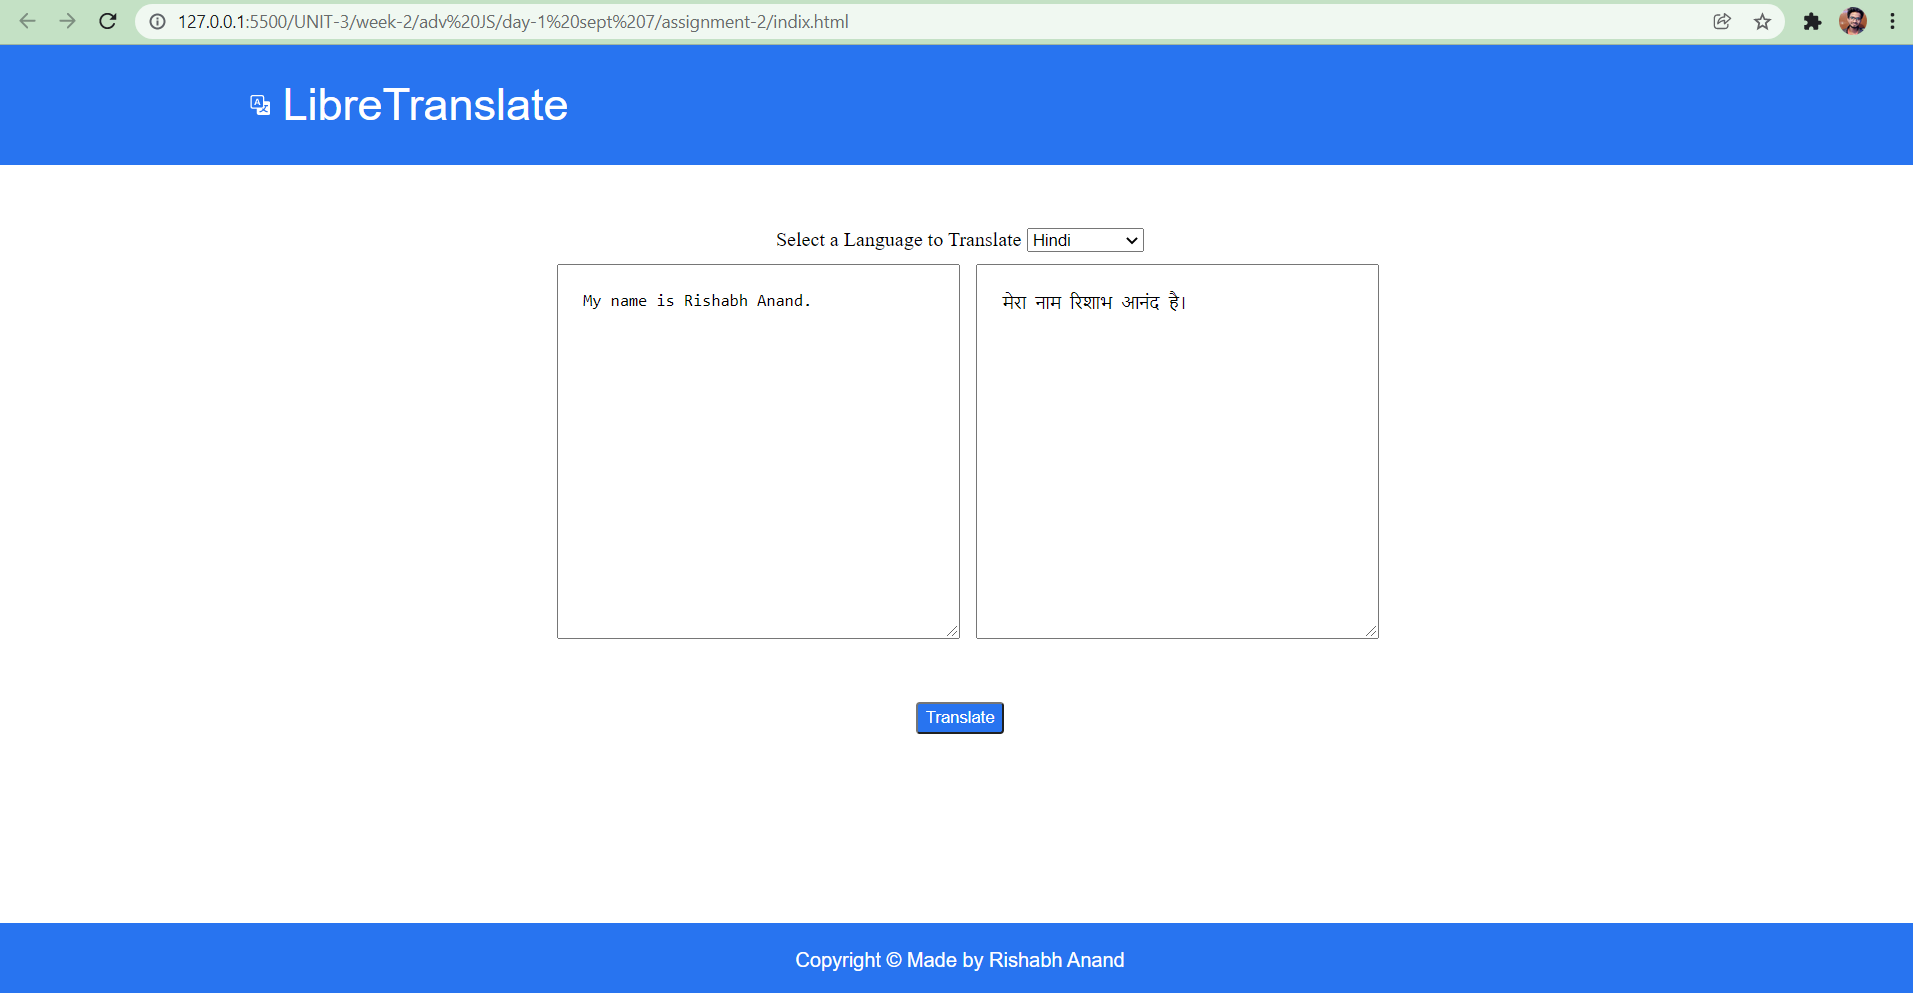 127.0.0.1:5500/UNIT-3/week-2/adv%20JS/day-1%20sept%207/assignment-2/indix.html
LibreTranslate
Select a Language to Translate Hindi
My name is Rishabh Anand.
मेरा नाम रिशाभ आनंद है।
Translate
Copyright © Made by Rishabh Anand